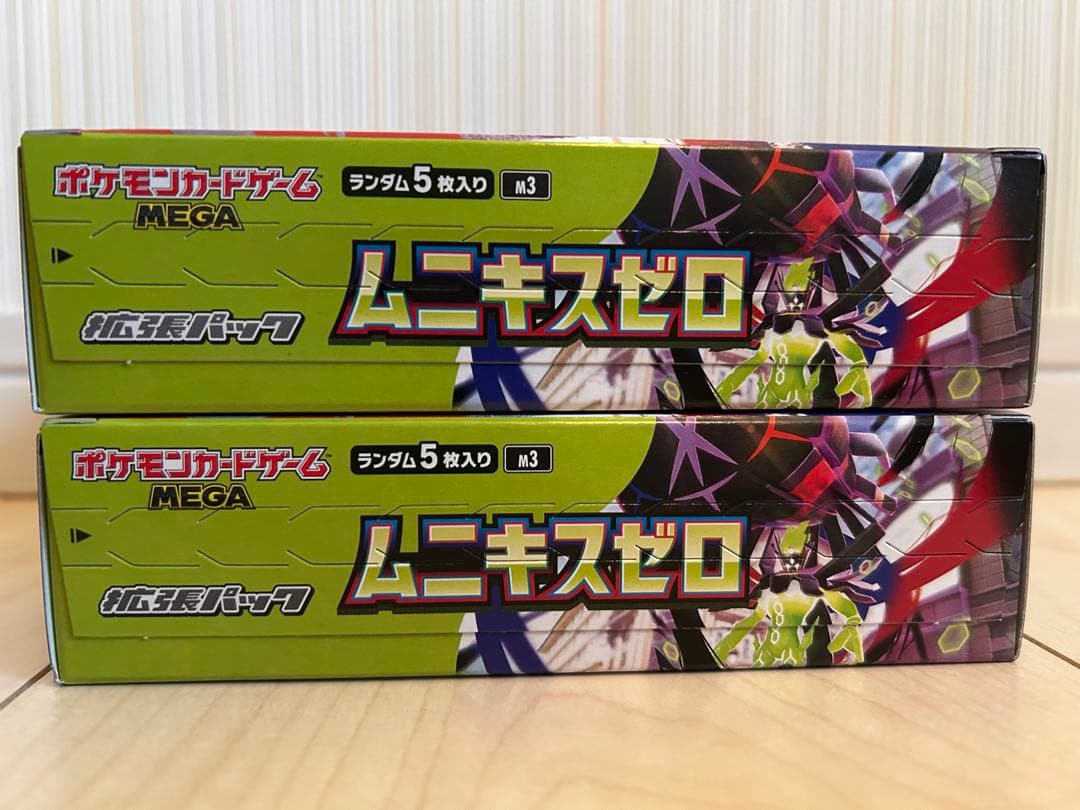 ポケモンカードゲーム
MEGA
ランダム5枚入り
M3
ムニキスゼロ
拡張パック
ポケモンカードゲーム
MEGA
ランダム5枚入り
M3
ムニキスゼロ
拡張パック